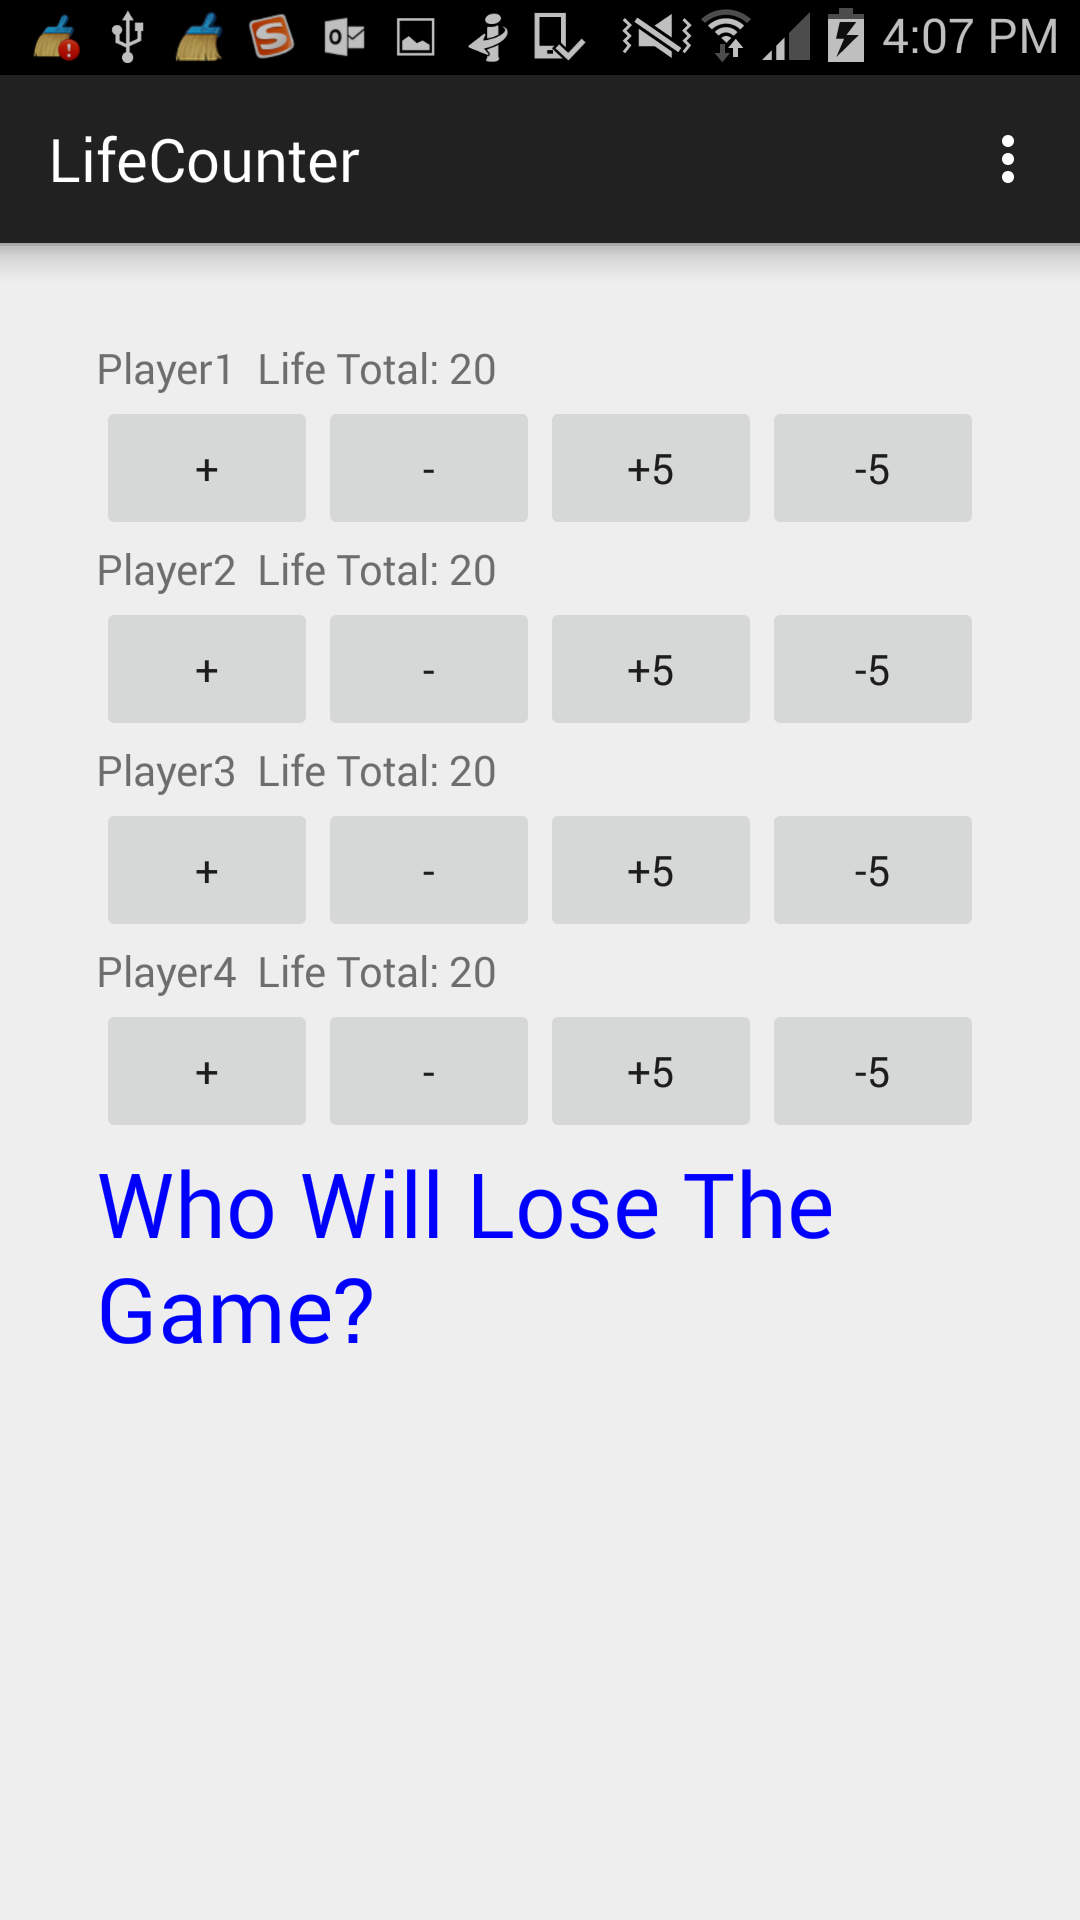 4:07 PM
LifeCounter
Player1 Life Total: 20
+ - +5 -5
Player2 Life Total: 20
+ - +5 -5
Player3 Life Total: 20
+ - +5 -5
Player4 Life Total: 20
+ - +5 -5
Who Will Lose The
Game?